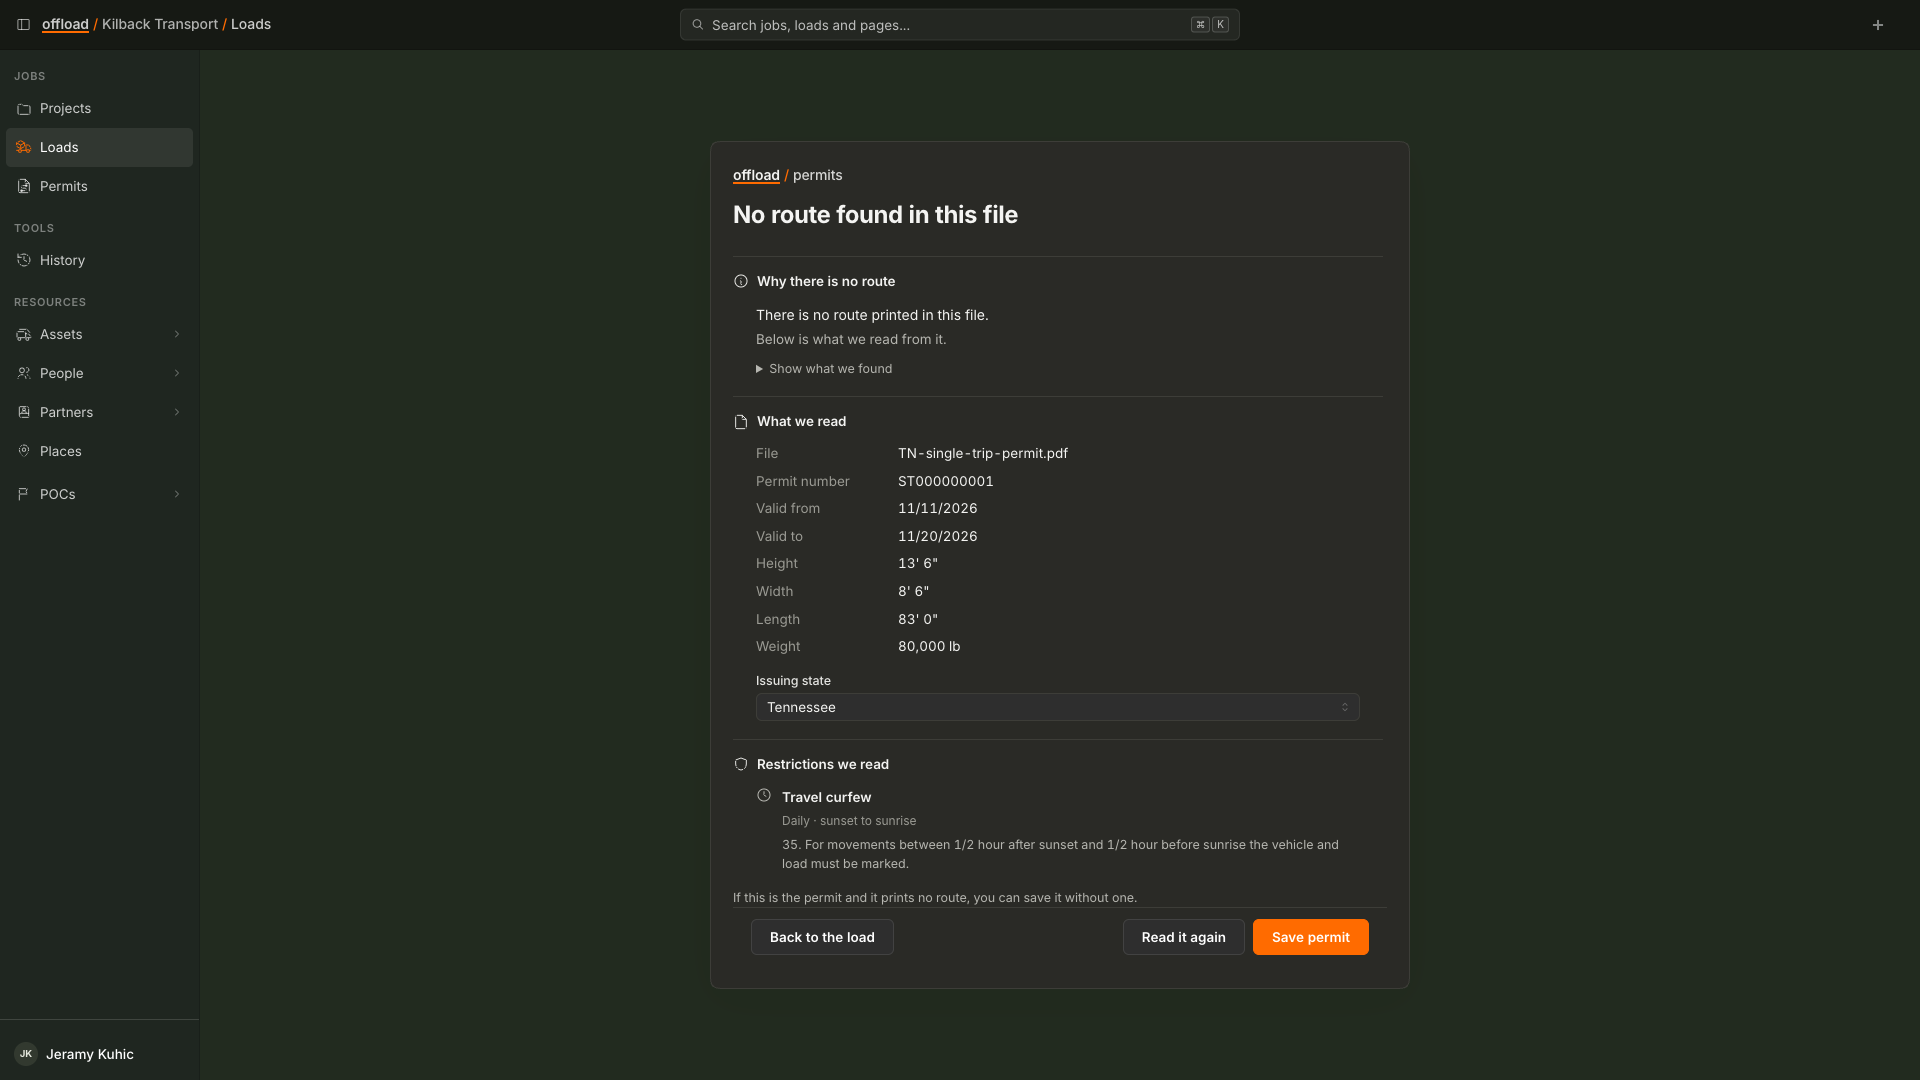 offload / Kilback Transport / Loads
Search jobs, loads and pages...
⌘ K
+
JOBS
Projects
Loads
Permits
TOOLS
History
RESOURCES
Assets
People
Partners
Places
POCs
JK Jeramy Kuhic
offload / permits
No route found in this file
Why there is no route
There is no route printed in this file.
Below is what we read from it.
Show what we found
What we read
File TN-single-trip-permit.pdf
Permit number ST000000001
Valid from 11/11/2026
Valid to 11/20/2026
Height 13' 6"
Width 8' 6"
Length 83' 0"
Weight 80,000 lb
Issuing state
Tennessee
Restrictions we read
Travel curfew
Daily · sunset to sunrise
35. For movements between 1/2 hour after sunset and 1/2 hour before sunrise the vehicle and
load must be marked.
If this is the permit and it prints no route, you can save it without one.
Back to the load
Read it again
Save permit